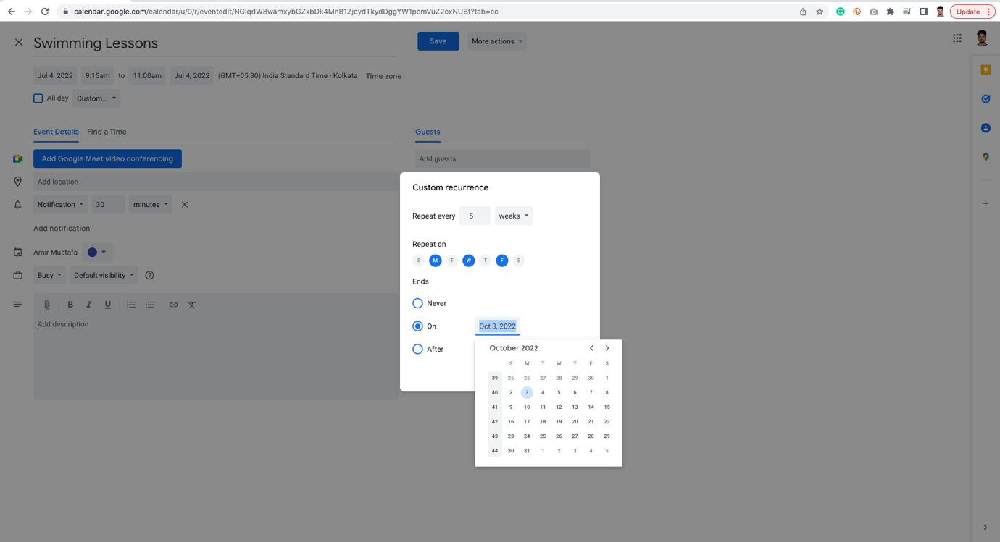 calendar.google.com/calendar/u/0/r/eventedit/NGlqdW8wamxybGZxbDk4MnB1ZjcydTkydDggYW1pcmVuZ2cxNUBt?tab=cc
Update
Swimming Lessons
Save
More actions
Jul 4, 2022 9:15am to 11:00am Jul 4, 2022 (GMT+05:30) India Standard Time - Kolkata Time zone
All day Custom...
Event Details Find a Time
Guests
Add Google Meet video conferencing
Add guests
Add location
Notification 30 minutes
Add notification
Amir Mustafa
Busy Default visibility
B I U
Add description
Custom recurrence
Repeat every 5 weeks
Repeat on
S M T W T F S
Ends
Never
On Oct 3, 2022
After
October 2022
S M T W T F S
39 25 26 27 28 29 30 1
40 2 3 4 5 6 7 8
41 9 10 11 12 13 14 15
42 16 17 18 19 20 21 22
43 23 24 25 26 27 28 29
44 30 31 1 2 3 4 5